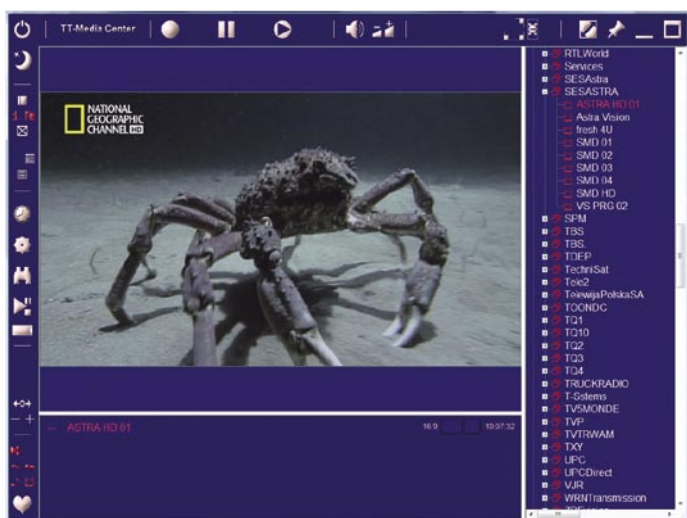 TT-Media Center
NATIONAL
GEOGRAPHIC
CHANNEL HD
ASTRA HD 01
16:9
19:07:32
RTLWorld
Services
SESAstra
SESASTRA
ASTRA HD 01
Astra Vision
fresh 4U
SMD 01
SMD 02
SMD 03
SMD 04
SMD HD
VS PRG 02
SPM
TBS
TBS.
TDEP
TechniSat
Tele2
TelewijaPolskaSA
TOONDC
TQ1
TQ10
TQ2
TQ3
TQ4
TRUCKRADIO
T-Sstems
TV5MONDE
TVP
TVTRWAM
TXY
UPC
UPCDirect
VJR
WRNTransmission